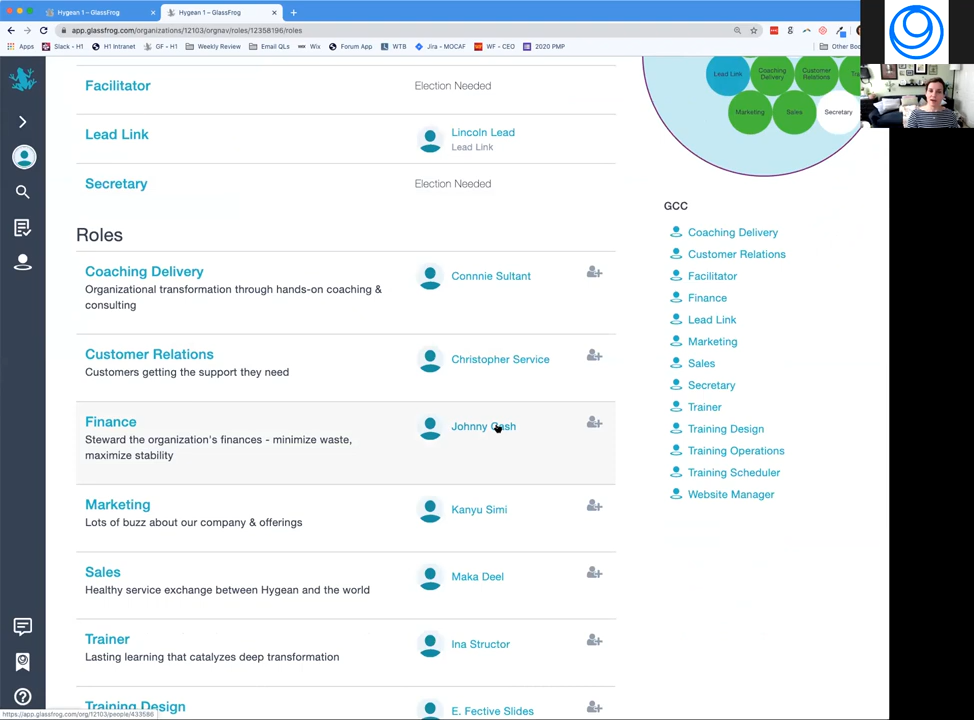 Hygean 1 – GlassFrog
Hygean 1 – GlassFrog
app.glassfrog.com/organizations/12103/orgnav/roles/12358196/roles
Apps
Slack - H1
H1 Intranet
GF - H1
Weekly Review
Email QLs
Wix
Forum App
WTB
Jira - MOCAF
WF - CEO
2020 PMP
Other Boo
Facilitator
Election Needed
Lead Link
Lincoln Lead
Lead Link
Secretary
Election Needed
Roles
Coaching Delivery
Organizational transformation through hands-on coaching &
consulting
Connnie Sultant
Customer Relations
Customers getting the support they need
Christopher Service
Finance
Steward the organization's finances - minimize waste,
maximize stability
Johnny Cash
Marketing
Lots of buzz about our company & offerings
Kanyu Simi
Sales
Healthy service exchange between Hygean and the world
Maka Deel
Trainer
Lasting learning that catalyzes deep transformation
Ina Structor
Training Design
E. Fective Slides
Lead Link
Coaching
Delivery
Customer
Relations
Marketing
Sales
Secretary
GCC
Coaching Delivery
Customer Relations
Facilitator
Finance
Lead Link
Marketing
Sales
Secretary
Trainer
Training Design
Training Operations
Training Scheduler
Website Manager
https://app.glassfrog.com/org/12103/people/433586